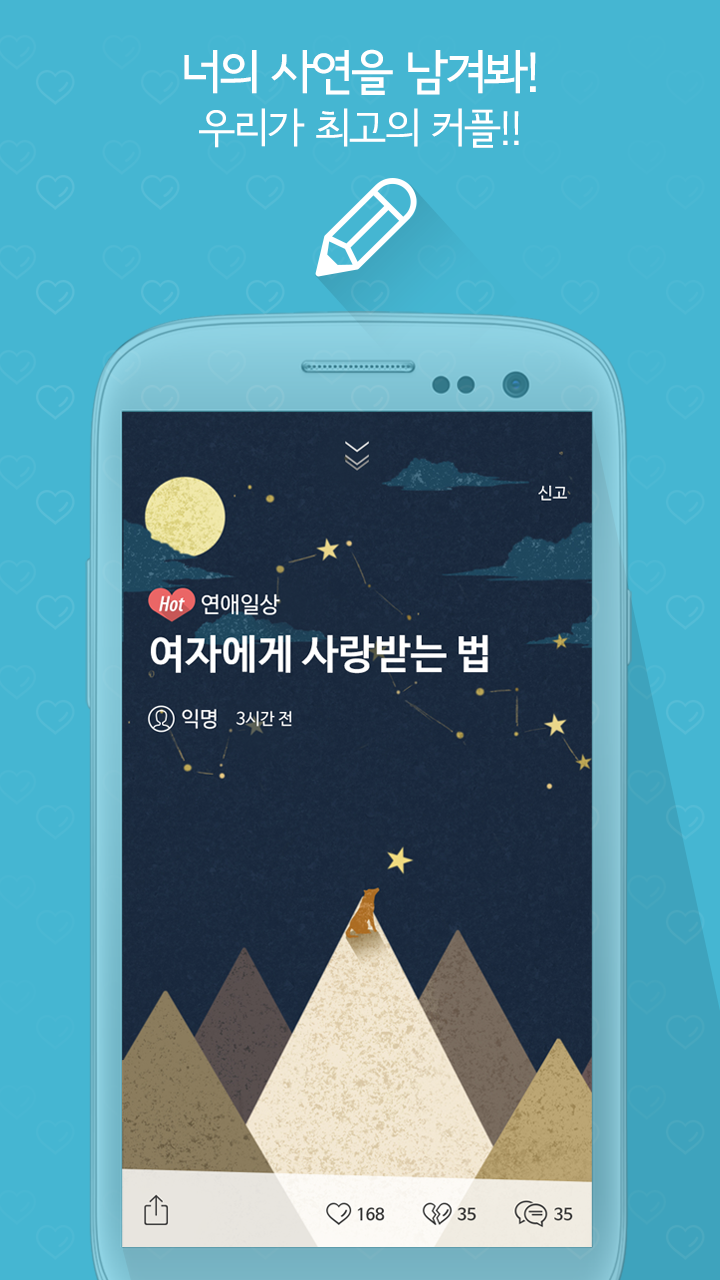 너의 사연을 남겨봐!
우리가 최고의 커플!!
신고
Hot 연애일상
여자에게 사랑받는 법
익명 3시간 전
168 35 35